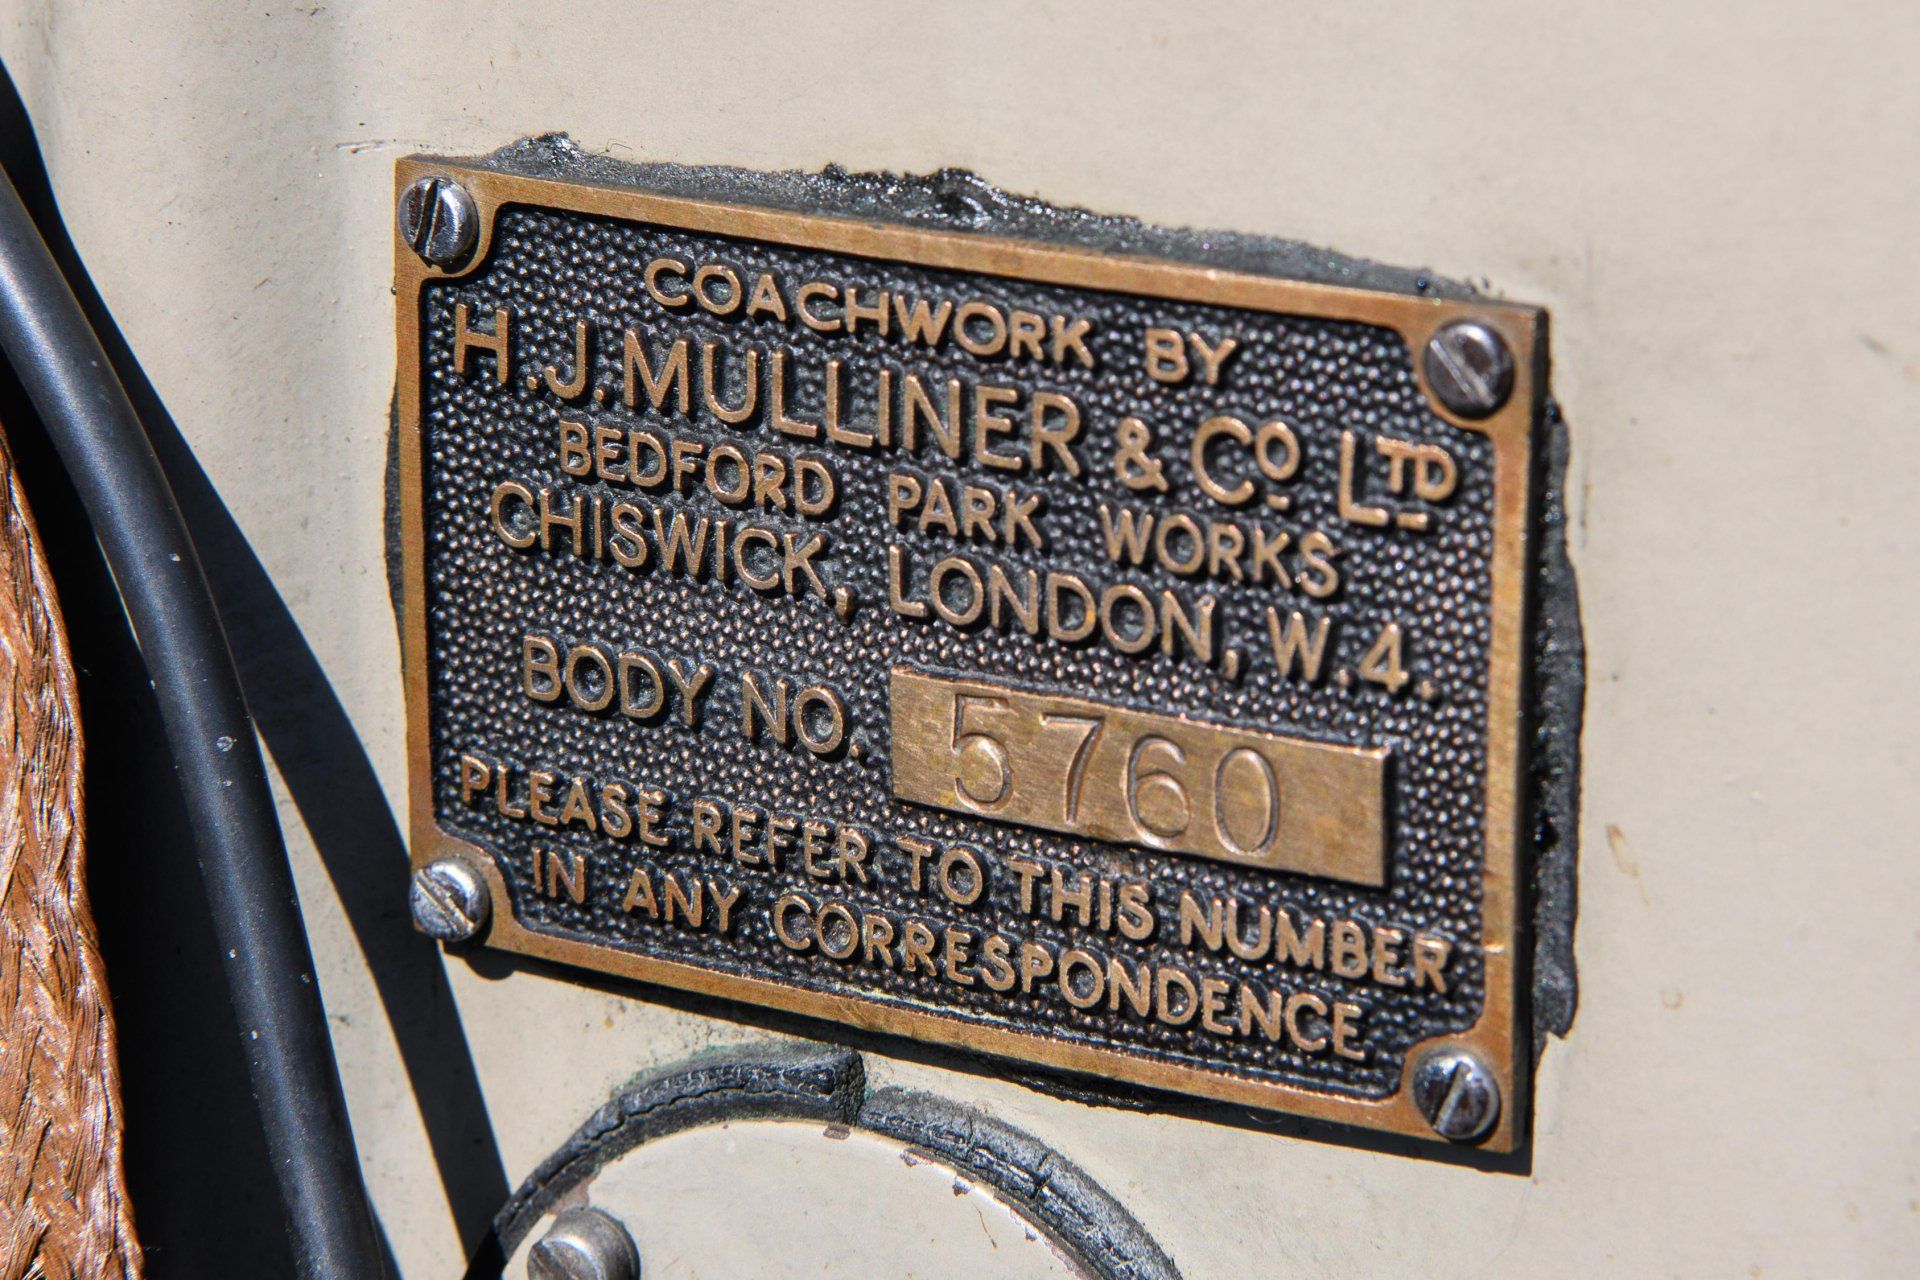 COACHWORK BY
H.J.MULLINER & Cº LTD
BEDFORD PARK WORKS
CHISWICK, LONDON, W.4.
BODY NO. 5760
PLEASE REFER TO THIS NUMBER
IN ANY CORRESPONDENCE